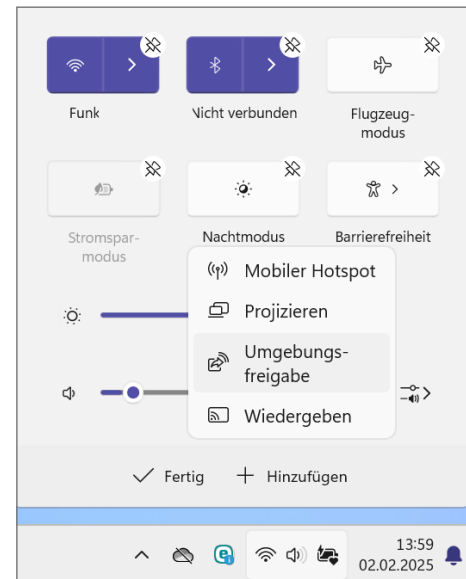 Funk
Nicht verbunden
Flugzeug-
modus
Stromspar-
modus
Nachtmodus
Barrierefreiheit
Mobiler Hotspot
Projizieren
Umgebungs-
freigabe
Wiedergeben
Fertig
Hinzufügen
13:59
02.02.2025